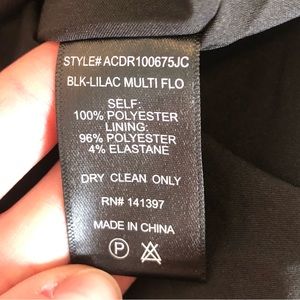 STYLE# ACDR100675JC
BLK-LILAC MULTI FLO
SELF:
100% POLYESTER
LINING:
96% POLYESTER
4% ELASTANE
DRY CLEAN ONLY
RN# 141397
MADE IN CHINA
P